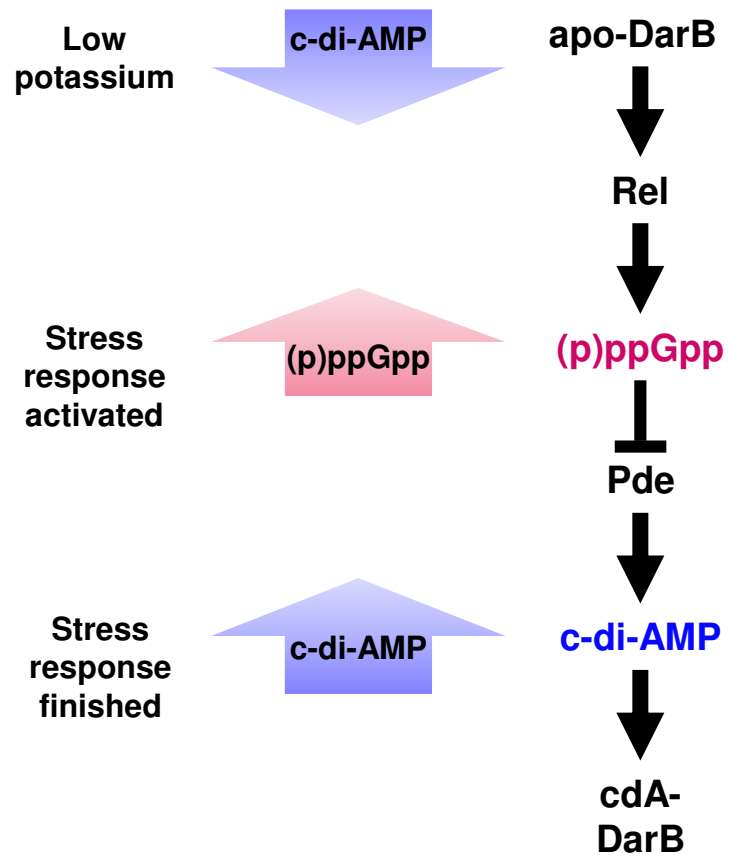 Low
potassium
c-di-AMP
apo-DarB
Rel
Stress
response
activated
(p)ppGpp
(p)ppGpp
Pde
Stress
response
finished
c-di-AMP
c-di-AMP
cdA-
DarB